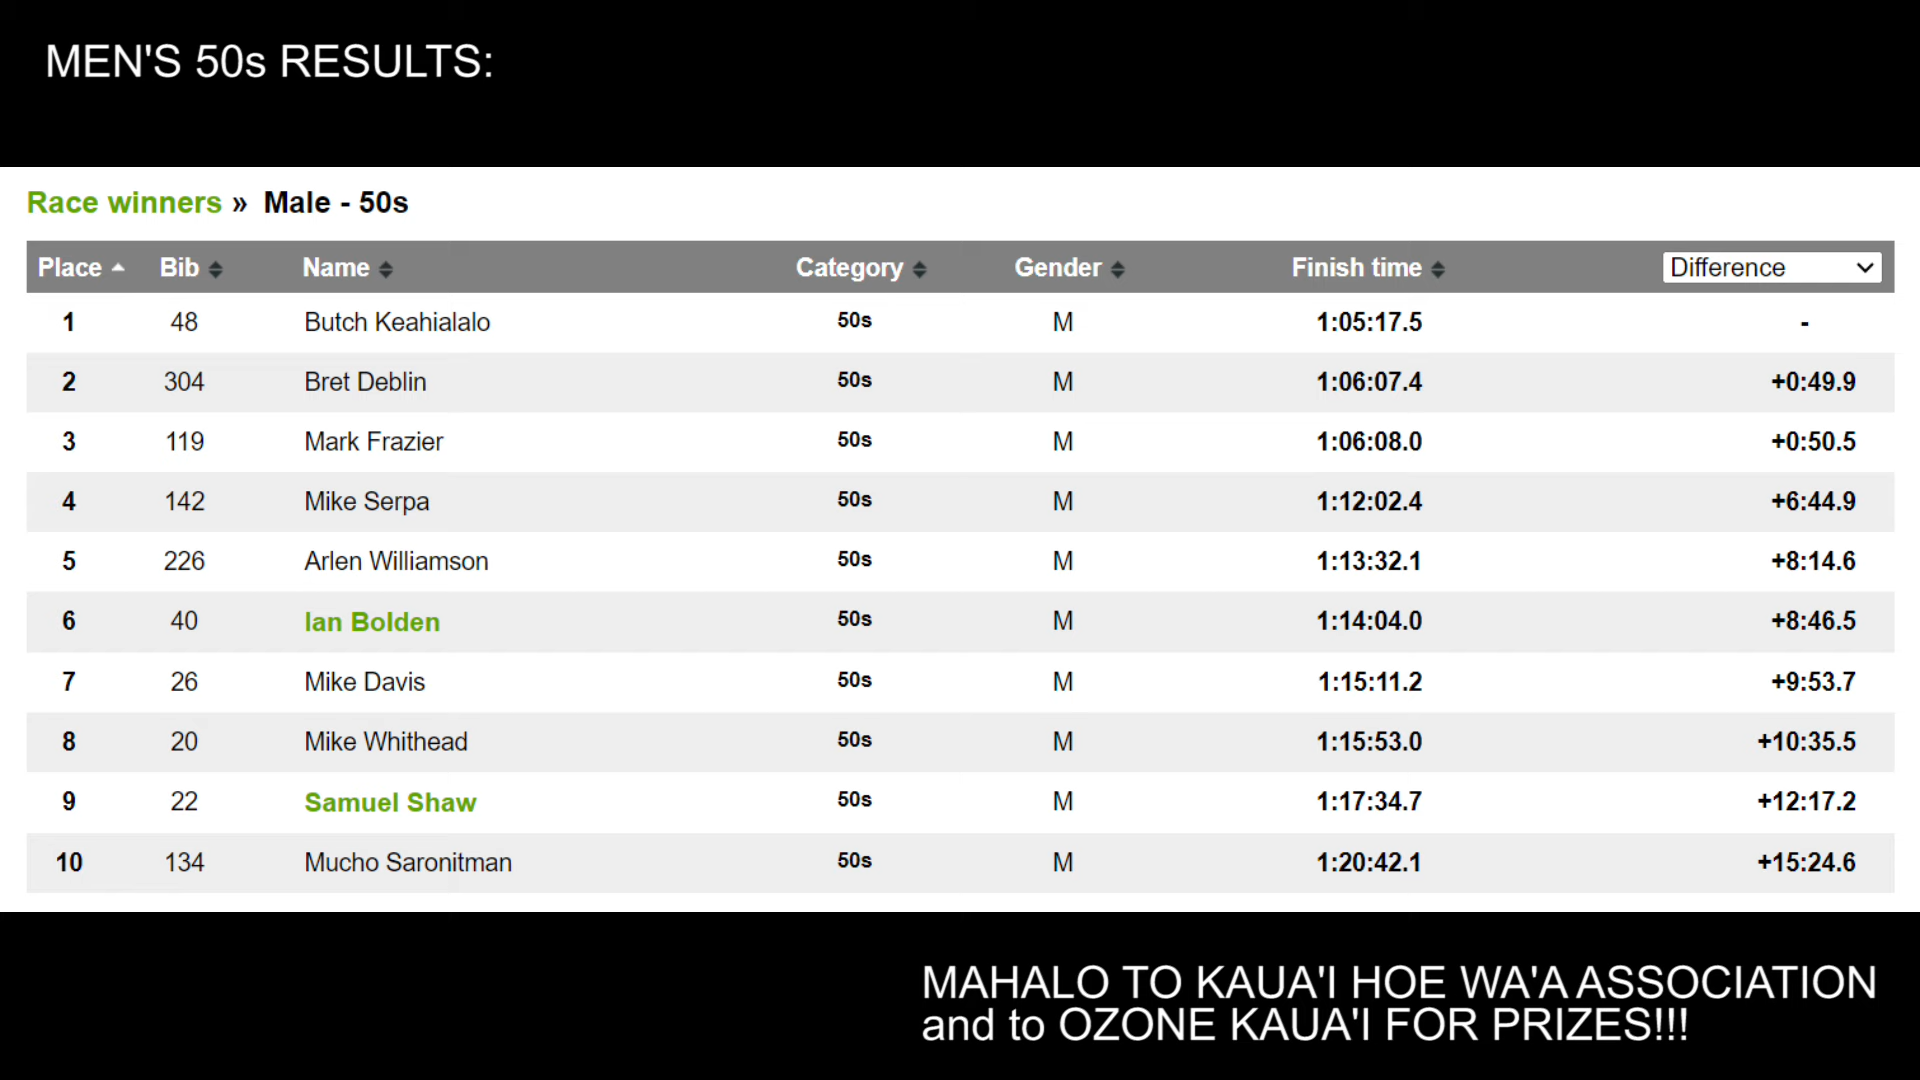 MEN'S 50s RESULTS:
Race winners » Male - 50s
Place Bib Name Category Gender Finish time Difference
1 48 Butch Keahialalo 50s M 1:05:17.5 -
2 304 Bret Deblin 50s M 1:06:07.4 +0:49.9
3 119 Mark Frazier 50s M 1:06:08.0 +0:50.5
4 142 Mike Serpa 50s M 1:12:02.4 +6:44.9
5 226 Arlen Williamson 50s M 1:13:32.1 +8:14.6
6 40 Ian Bolden 50s M 1:14:04.0 +8:46.5
7 26 Mike Davis 50s M 1:15:11.2 +9:53.7
8 20 Mike Whithead 50s M 1:15:53.0 +10:35.5
9 22 Samuel Shaw 50s M 1:17:34.7 +12:17.2
10 134 Mucho Saronitman 50s M 1:20:42.1 +15:24.6
MAHALO TO KAUA'I HOE WA'A ASSOCIATION
and to OZONE KAUA'I FOR PRIZES!!!